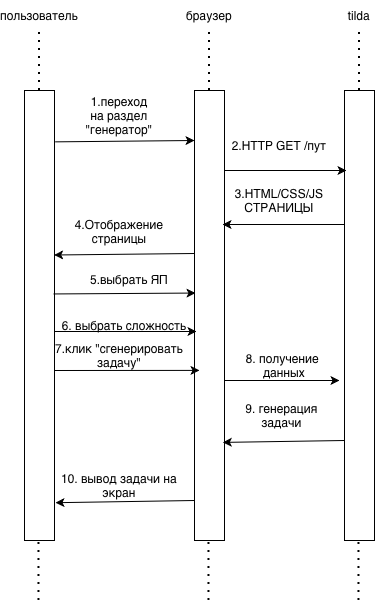 пользователь
браузер
tilda
1.переход
на раздел
"генератор"
2.HTTP GET /пут
3.HTML/CSS/JS
СТРАНИЦЫ
4.Отображение
страницы
5.выбрать ЯП
6. выбрать сложность
7.клик "сгенерировать
задачу"
8. получение
данных
9. генерация
задачи
10. вывод задачи на
экран